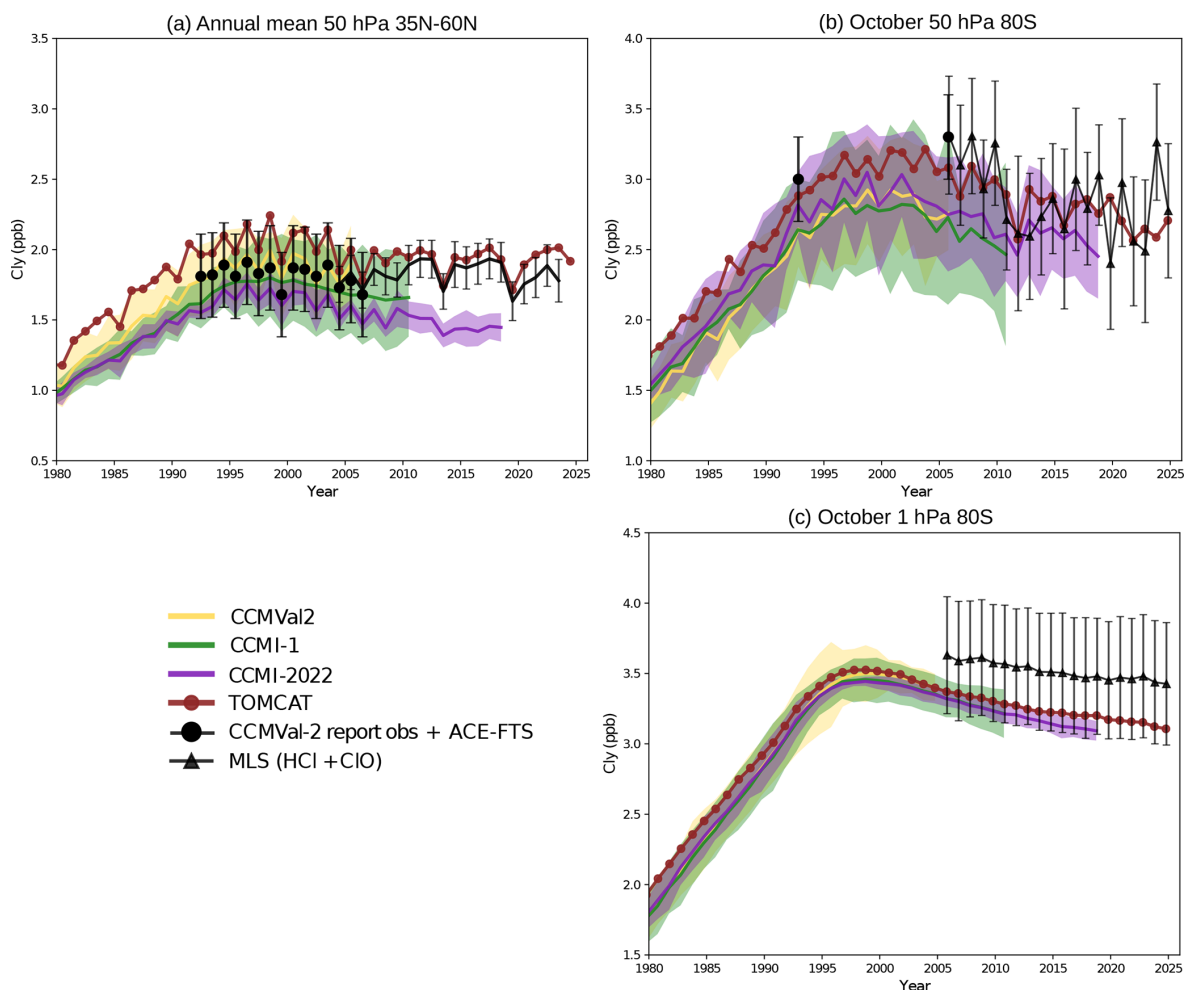 (a) Annual mean 50 hPa 35N-60N
3.5
3.0
2.5
2.0
1.5
1.0
0.5
Cly (ppb)
1980 1985 1990 1995 2000 2005 2010 2015 2020 2025
Year
(b) October 50 hPa 80S
4.0
3.5
3.0
2.5
2.0
1.5
1.0
Cly (ppb)
1980 1985 1990 1995 2000 2005 2010 2015 2020 2025
Year
CCMVal2
CCMI-1
CCMI-2022
TOMCAT
CCMVal-2 report obs + ACE-FTS
MLS (HCl +ClO)
(c) October 1 hPa 80S
4.5
4.0
3.5
3.0
2.5
2.0
1.5
Cly (ppb)
1980 1985 1990 1995 2000 2005 2010 2015 2020 2025
Year